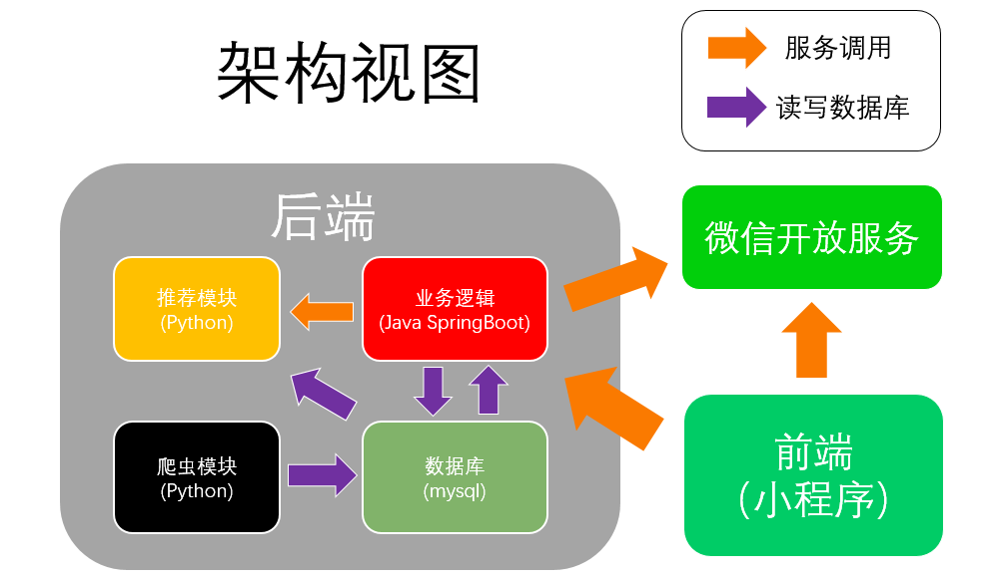 架构视图
服务调用
读写数据库
后端
微信开放服务
推荐模块
(Python)
业务逻辑
(Java SpringBoot)
爬虫模块
(Python)
数据库
(mysql)
前端
(小程序)